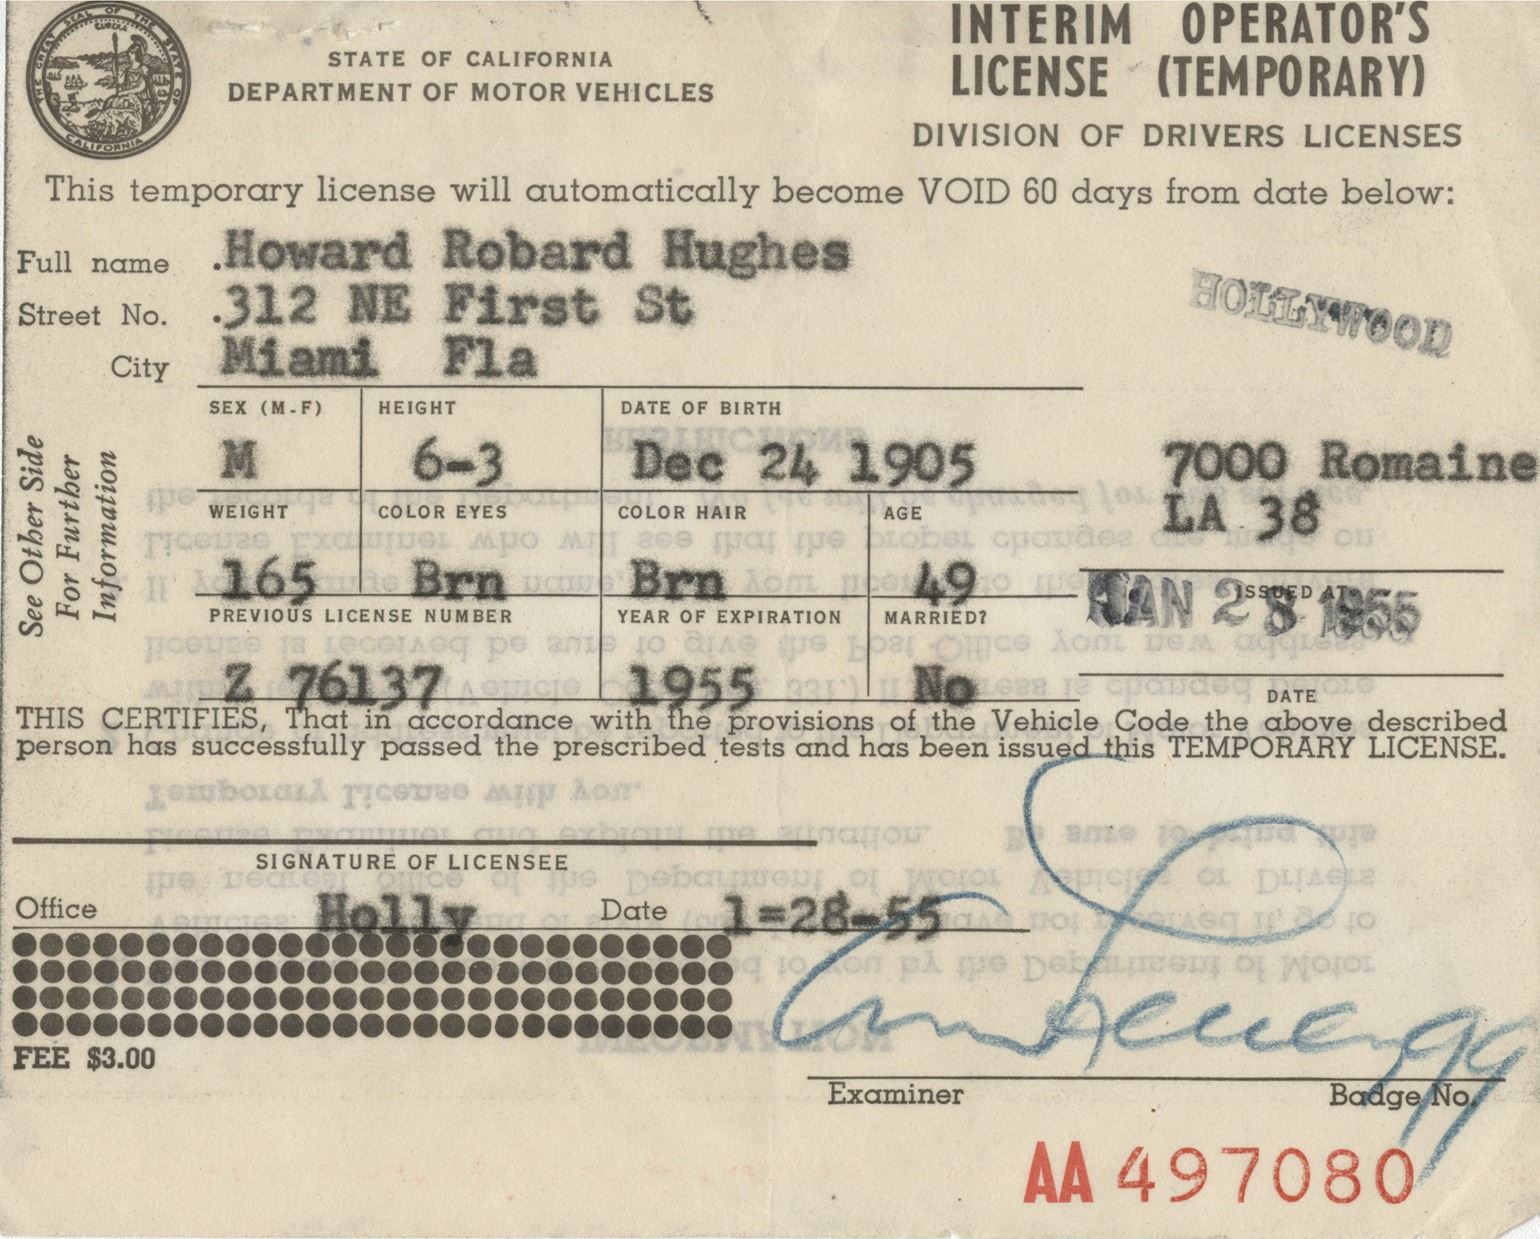 STATE OF CALIFORNIA
DEPARTMENT OF MOTOR VEHICLES
INTERIM OPERATOR'S
LICENSE (TEMPORARY)
DIVISION OF DRIVERS LICENSES
This temporary license will automatically become VOID 60 days from date below:
Full name .Howard Robard Hughes
Street No. .312 NE First St
City Miami Fla
HOLLYWOOD
See Other Side
For Further
Information
SEX (M-F) HEIGHT DATE OF BIRTH
M 6-3 Dec 24 1905
7000 Romaine
LA 38
WEIGHT COLOR EYES COLOR HAIR AGE
165 Brn Brn 49
ISSUED AT
JAN 28 1955
PREVIOUS LICENSE NUMBER YEAR OF EXPIRATION MARRIED?
Z 76137 1955 No
DATE
THIS CERTIFIES, That in accordance with the provisions of the Vehicle Code the above described
person has successfully passed the prescribed tests and has been issued this TEMPORARY LICENSE.
SIGNATURE OF LICENSEE
Office Holly Date 1=28-55
FEE $3.00
Examiner Badge No.
AA 497080